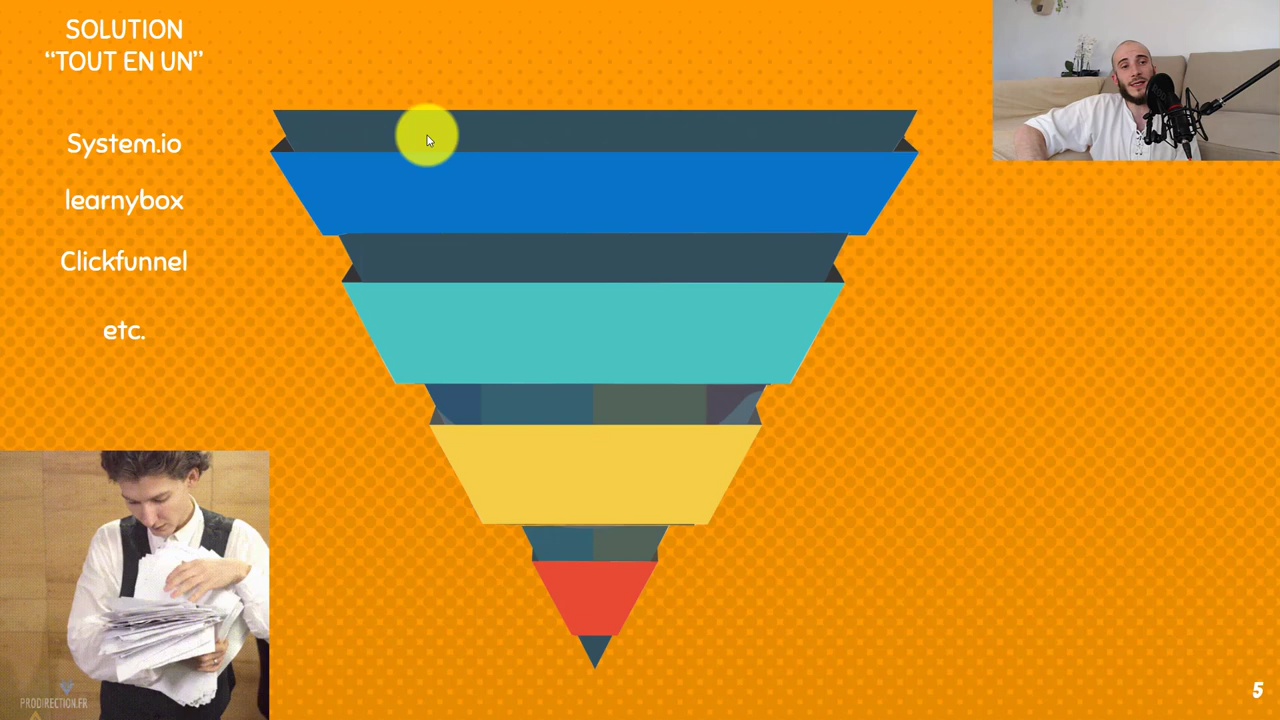 SOLUTION
“TOUT EN UN”
System.io
learnybox
Clickfunnel
etc.
PRODIRECTION.FR
5